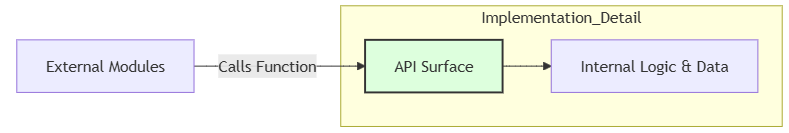 Implementation_Detail
External Modules
Calls Function
API Surface
Internal Logic & Data